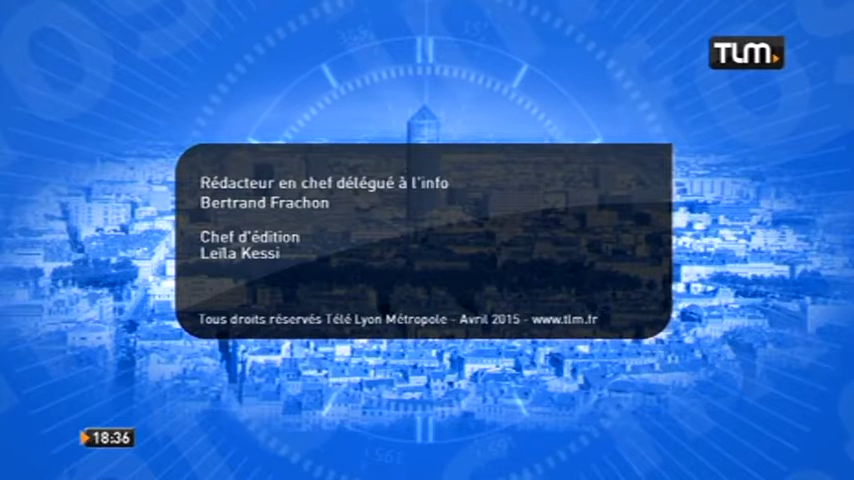 TLM
Rédacteur en chef délégué à l'info
Bertrand Frachon
Chef d'édition
Leïla Kessi
Tous droits réservés Télé Lyon Métropole - Avril 2015 - www.tlm.fr
18:36